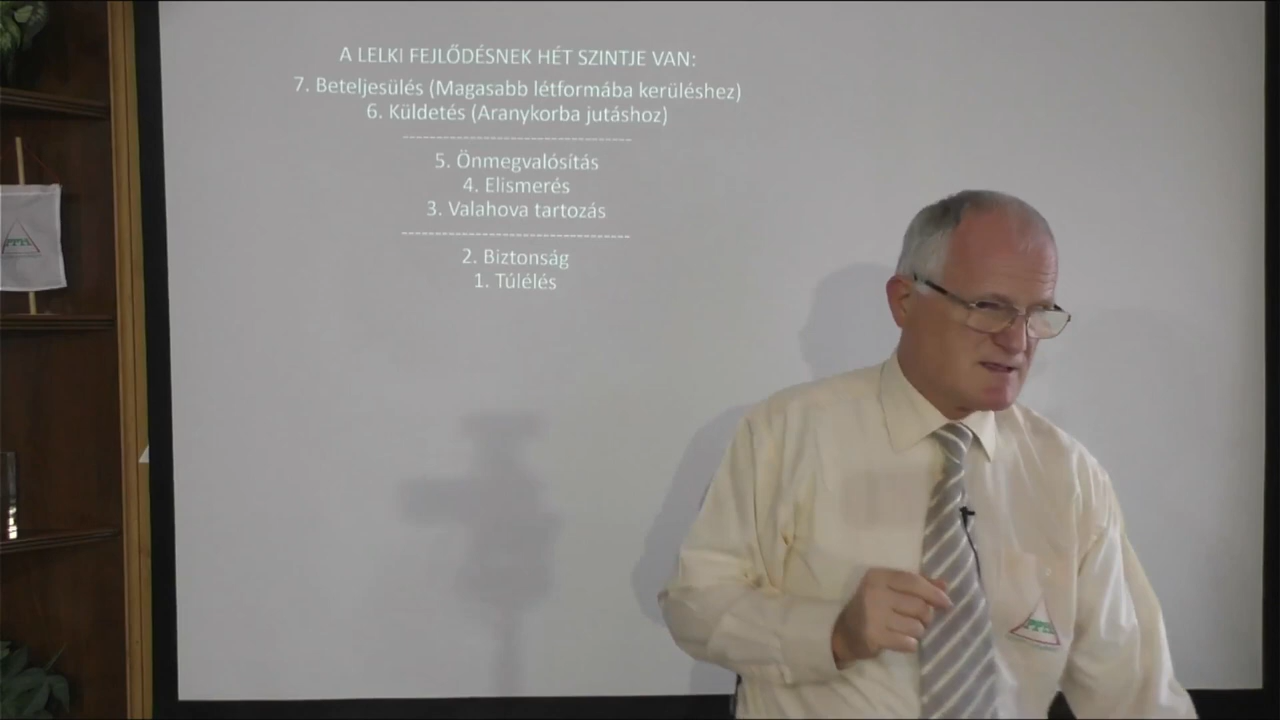 A LELKI FEJLŐDÉSNEK HÉT SZINTJE VAN:
7. Beteljesülés (Magasabb létformába kerüléshez)
6. Küldetés (Aranykorba jutáshoz)
5. Önmegvalósítás
4. Elismerés
3. Valahova tartozás
2. Biztonság
1. Túlélés